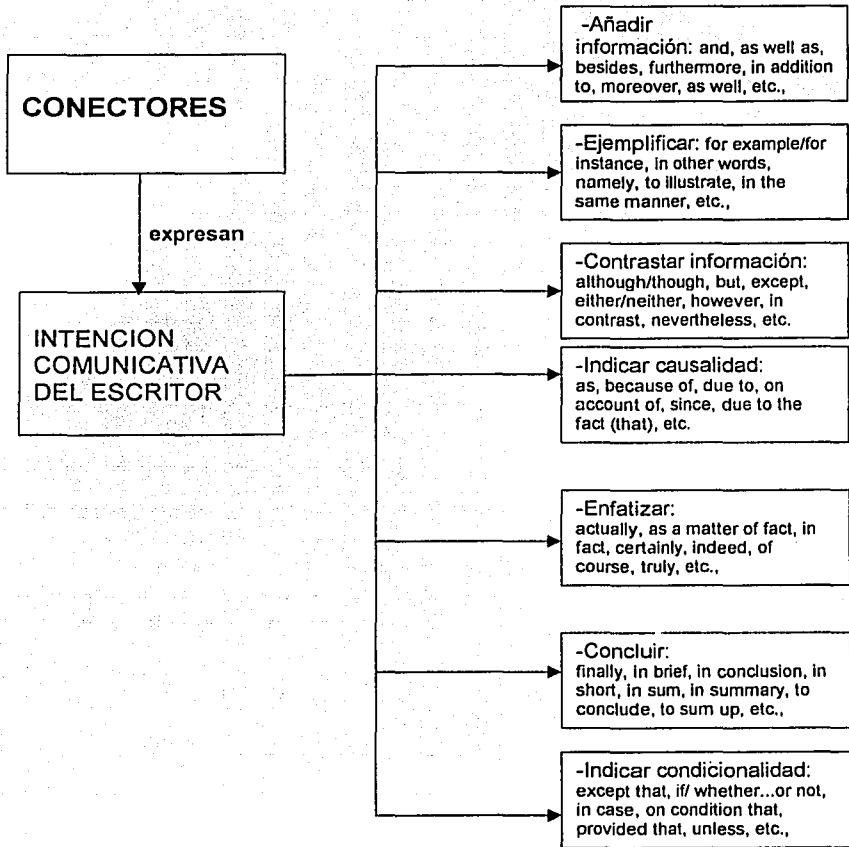 CONECTORES
expresan
INTENCION
COMUNICATIVA
DEL ESCRITOR
-Añadir
información: and, as well as,
besides, furthermore, in addition
to, moreover, as well, etc.,
-Ejemplificar: for example/for
instance, in other words,
namely, to illustrate, in the
same manner, etc.,
-Contrastar información:
although/though, but, except,
either/neither, however, in
contrast, nevertheless, etc.
-Indicar causalidad:
as, because of, due to, on
account of, since, due to the
fact (that), etc.
-Enfatizar:
actually, as a matter of fact, in
fact, certainly, indeed, of
course, truly, etc.,
-Concluir:
finally, in brief, in conclusion, in
short, in sum, in summary, to
conclude, to sum up, etc.,
-Indicar condicionalidad:
except that, if/ whether...or not,
in case, on condition that,
provided that, unless, etc.,